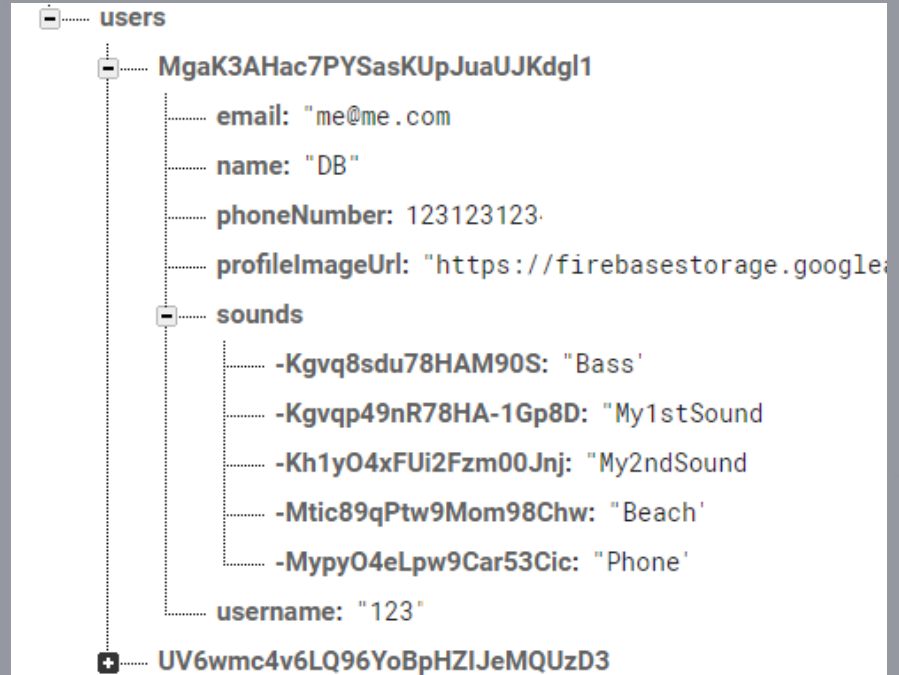 users
MgaK3AHac7PYSasKUpJuaUJKdgl1
email: "me@me.com
name: "DB"
phoneNumber: 123123123
profileImageUrl: "https://firebasestorage.googlea
sounds
-Kgvq8sdu78HAM90S: "Bass'
-Kgvqp49nR78HA-1Gp8D: "My1stSound
-Kh1yO4xFUi2Fzm00Jnj: "My2ndSound
-Mtic89qPtw9Mom98Chw: "Beach'
-MypyO4eLpw9Car53Cic: "Phone'
username: "123"
UV6wmc4v6LQ96YoBpHZIJeMQUzD3